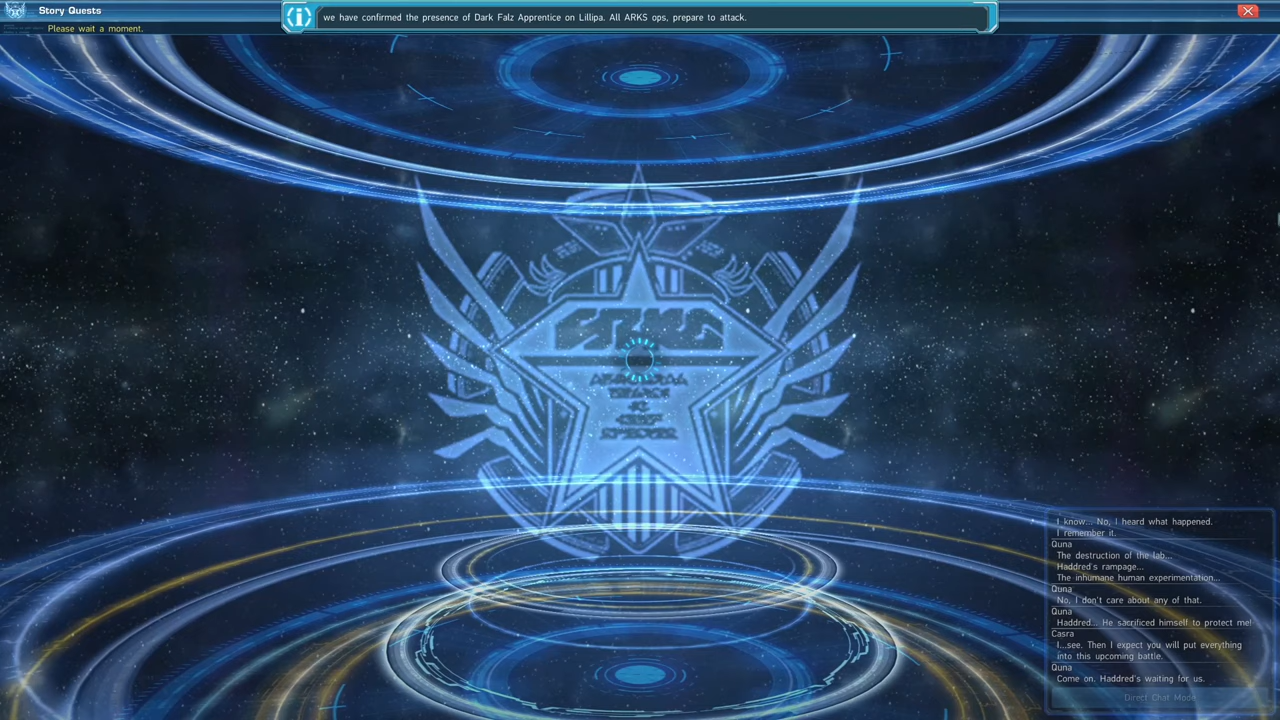 Story Quests
we have confirmed the presence of Dark Falz Apprentice on Lillipa. All ARKS ops, prepare to attack.
Please wait a moment.
ARKS
I know... No, I heard what happened.
I remember it.
Quna
The destruction of the lab...
Haddred's rampage...
The inhumane human experimentation...
Quna
No, I don't care about any of that.
Quna
Haddred... He sacrificed himself to protect me!
Casra
I...see. Then I expect you will put everything
into this upcoming battle.
Quna
Come on. Haddred's waiting for us.
Direct Chat Mode